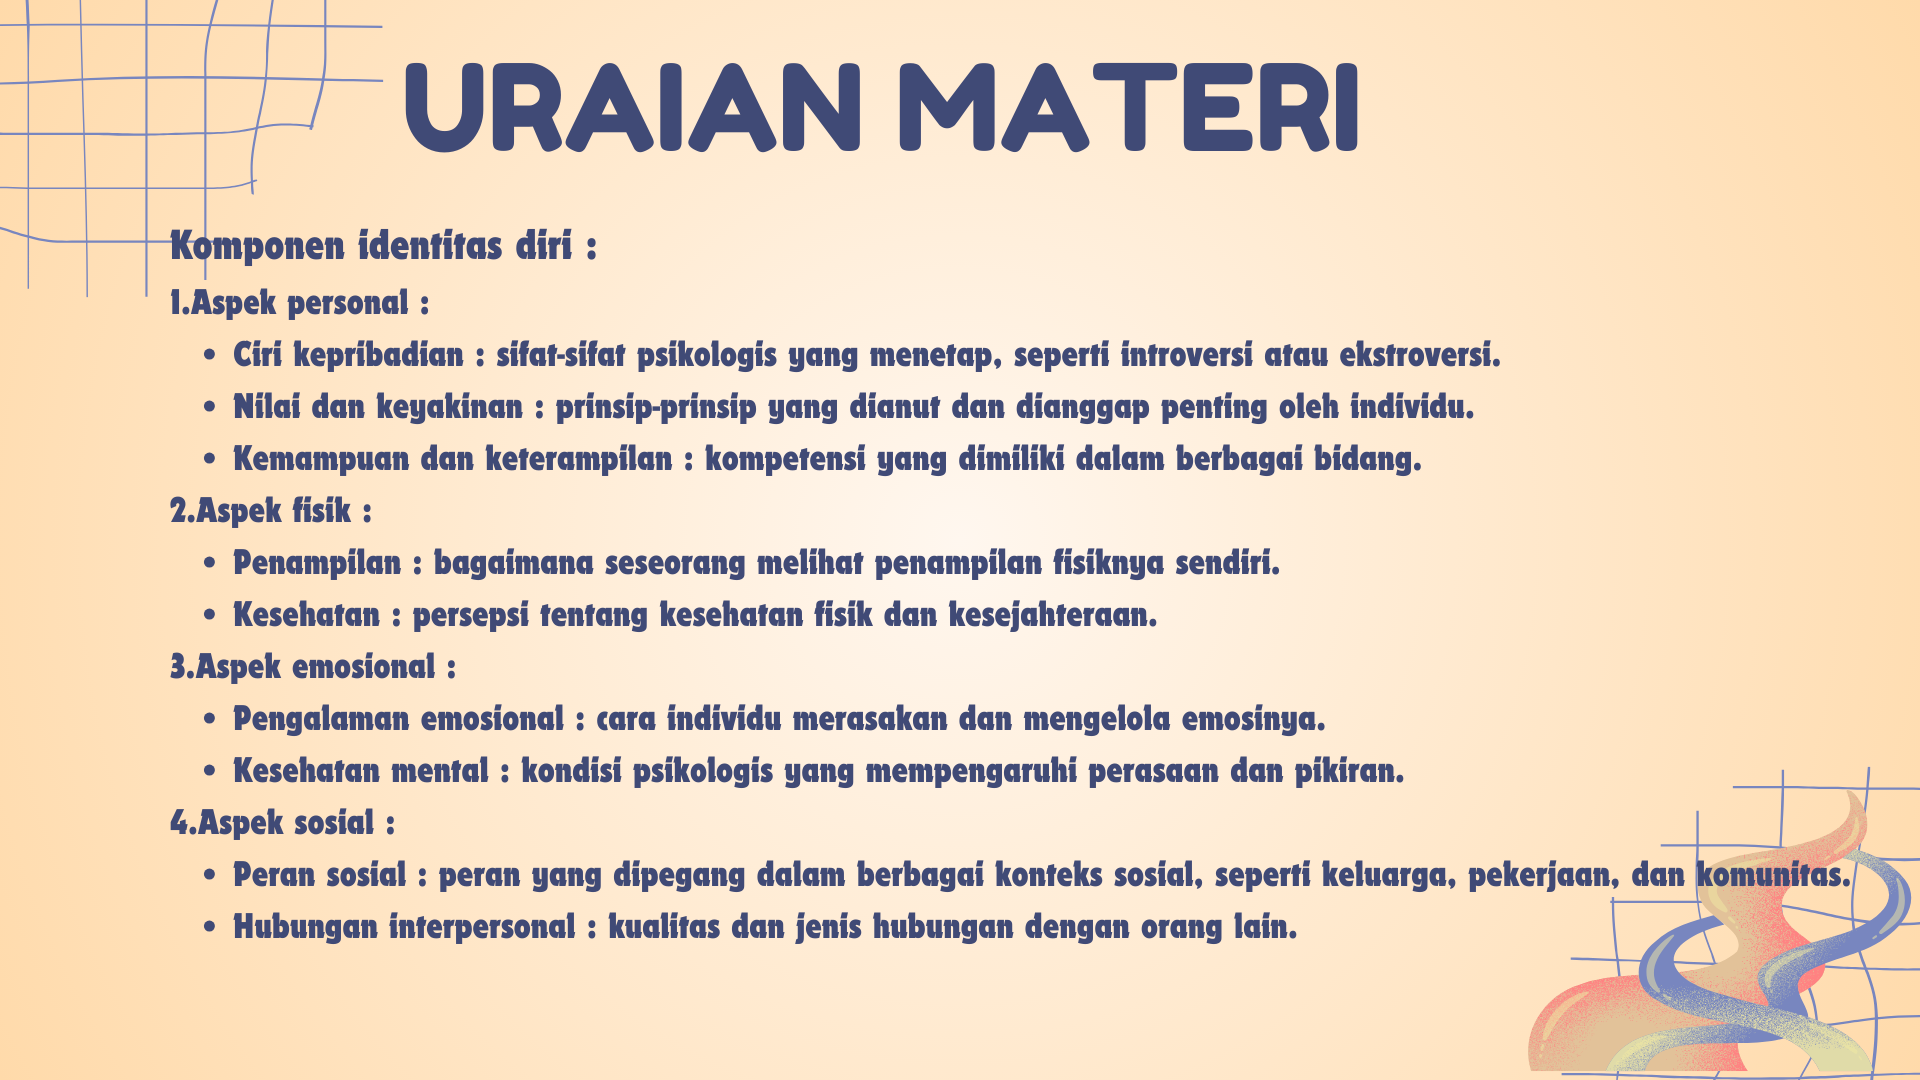 URAIAN MATERI
Komponen identitas diri :
1.Aspek personal :
• Ciri kepribadian : sifat-sifat psikologis yang menetap, seperti introversi atau ekstroversi.
• Nilai dan keyakinan : prinsip-prinsip yang dianut dan dianggap penting oleh individu.
• Kemampuan dan keterampilan : kompetensi yang dimiliki dalam berbagai bidang.
2.Aspek fisik :
• Penampilan : bagaimana seseorang melihat penampilan fisiknya sendiri.
• Kesehatan : persepsi tentang kesehatan fisik dan kesejahteraan.
3.Aspek emosional :
• Pengalaman emosional : cara individu merasakan dan mengelola emosinya.
• Kesehatan mental : kondisi psikologis yang mempengaruhi perasaan dan pikiran.
4.Aspek sosial :
• Peran sosial : peran yang dipegang dalam berbagai konteks sosial, seperti keluarga, pekerjaan, dan komunitas.
• Hubungan interpersonal : kualitas dan jenis hubungan dengan orang lain.